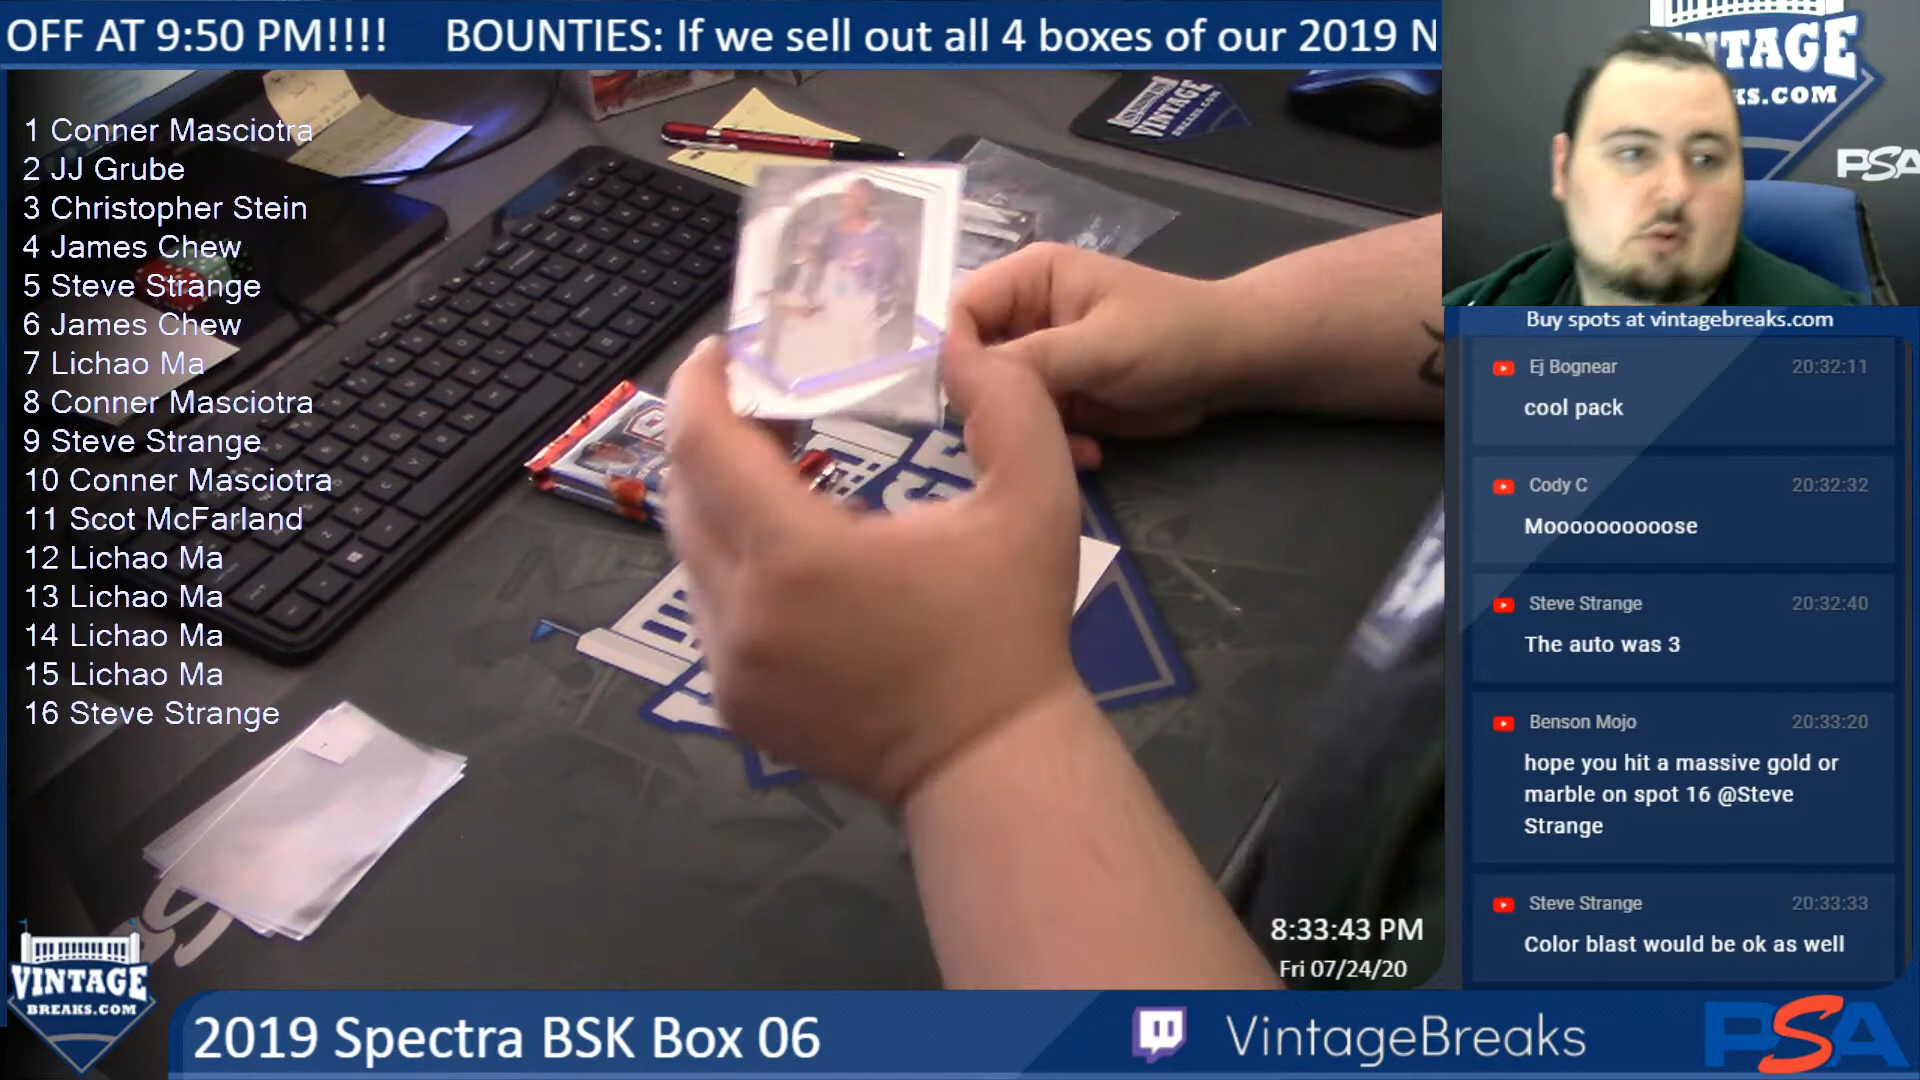 OFF AT 9:50 PM!!!! BOUNTIES: If we sell out all 4 boxes of our 2019 N
1 Conner Masciotra
2 JJ Grube
3 Christopher Stein
4 James Chew
5 Steve Strange
6 James Chew
7 Lichao Ma
8 Conner Masciotra
9 Steve Strange
10 Conner Masciotra
11 Scot McFarland
12 Lichao Ma
13 Lichao Ma
14 Lichao Ma
15 Lichao Ma
16 Steve Strange
VINTAGE
BREAKS.COM
PSA
Buy spots at vintagebreaks.com
Ej Bognear 20:32:11
cool pack
Cody C 20:32:32
Moooooooooose
Steve Strange 20:32:40
The auto was 3
Benson Mojo 20:33:20
hope you hit a massive gold or
marble on spot 16 @Steve
Strange
Steve Strange 20:33:33
Color blast would be ok as well
8:33:43 PM
Fri 07/24/20
VINTAGE
BREAKS.COM
2019 Spectra BSK Box 06
VintageBreaks
PSA